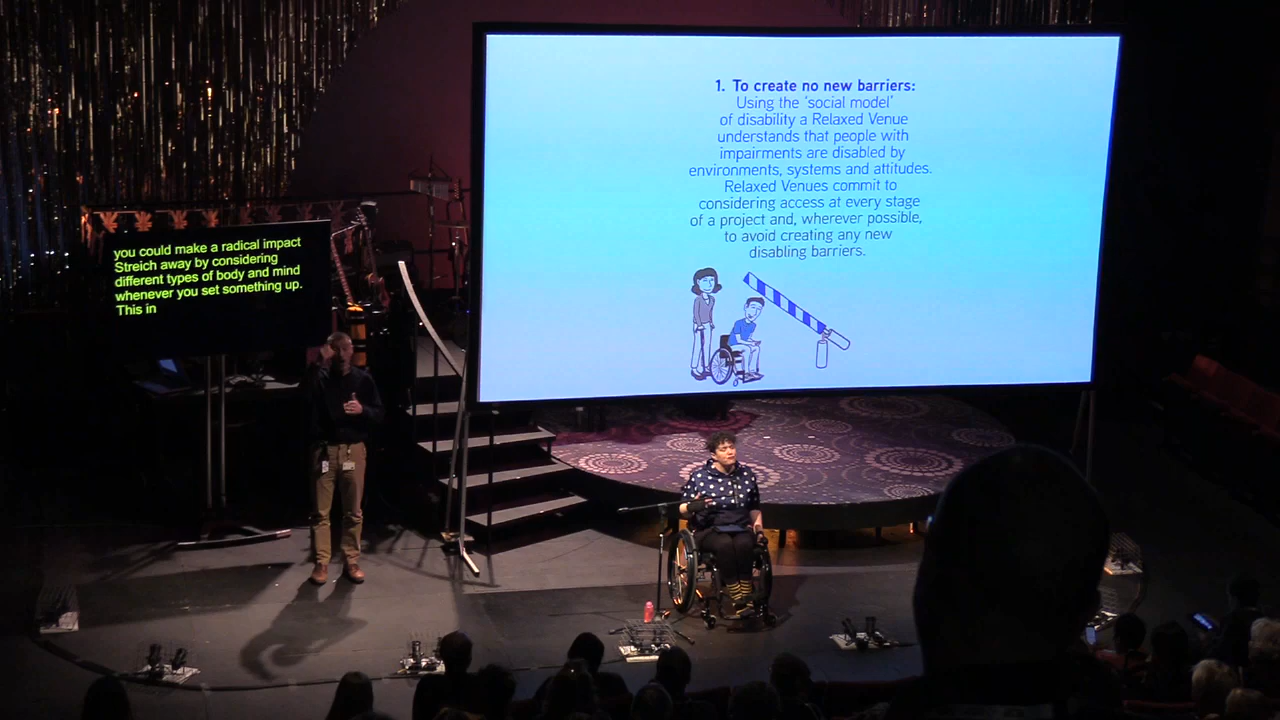 1. To create no new barriers:
Using the 'social model'
of disability a Relaxed Venue
understands that people with
impairments are disabled by
environments, systems and attitudes.
Relaxed Venues commit to
considering access at every stage
of a project and, wherever possible,
to avoid creating any new
disabling barriers.
you could make a radical impact
Streich away by considering
different types of body and mind
whenever you set something up.
This in